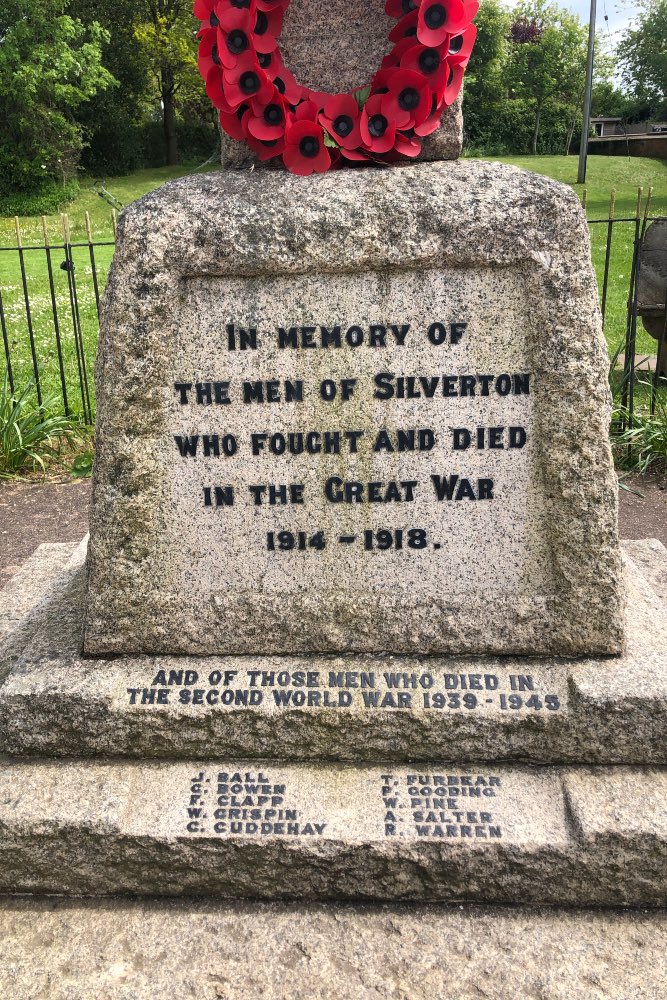 IN MEMORY OF
THE MEN OF SILVERTON
WHO FOUGHT AND DIED
IN THE GREAT WAR
1914 - 1918.
AND OF THOSE MEN WHO DIED IN
THE SECOND WORLD WAR 1939 - 1945
J. BALL
G. BOWEN
F. CLAPP
W. CRISPIN
C. CUDDEHAY
T. FURBEAR
P. GOODING
W. PINE
A. SALTER
R. WARREN